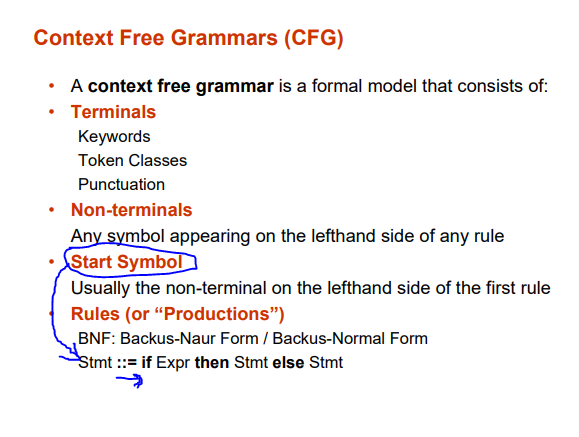 Context Free Grammars (CFG)
• A context free grammar is a formal model that consists of:
• Terminals
Keywords
Token Classes
Punctuation
• Non-terminals
Any symbol appearing on the lefthand side of any rule
• Start Symbol
Usually the non-terminal on the lefthand side of the first rule
• Rules (or “Productions”)
BNF: Backus-Naur Form / Backus-Normal Form
Stmt ::= if Expr then Stmt else Stmt